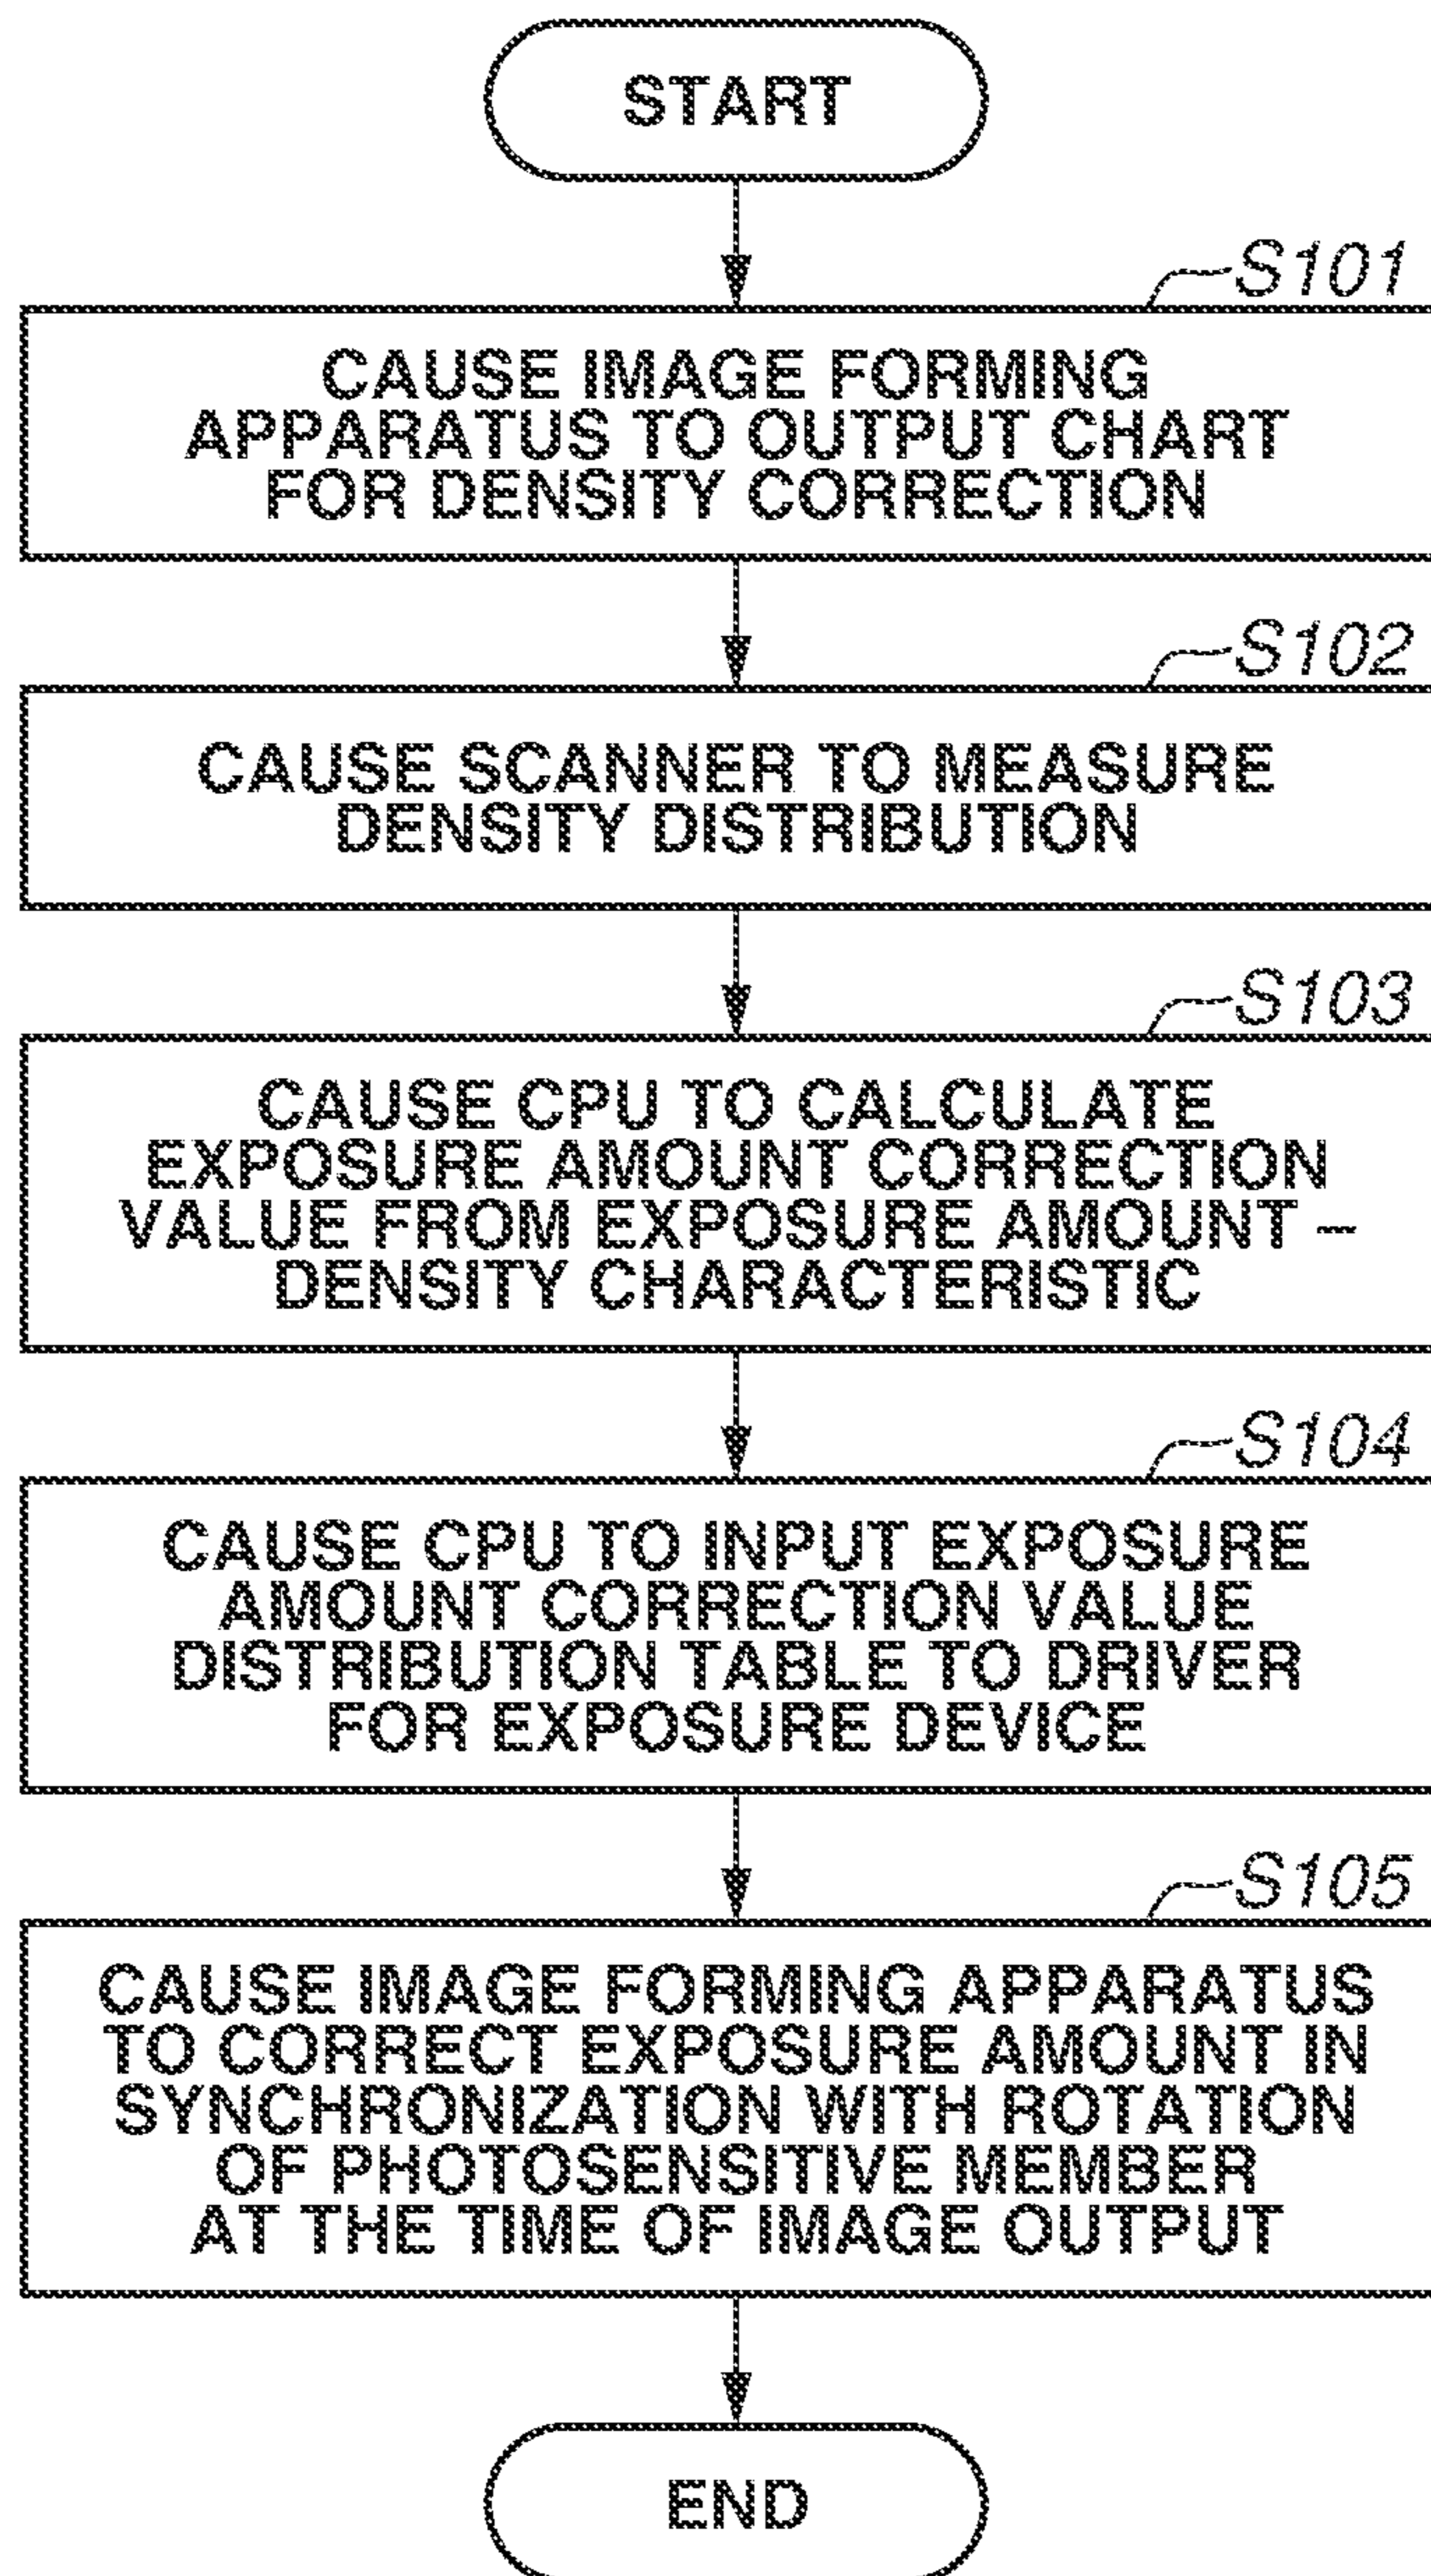 START
S101
CAUSE IMAGE FORMING
APPARATUS TO OUTPUT CHART
FOR DENSITY CORRECTION
S102
CAUSE SCANNER TO MEASURE
DENSITY DISTRIBUTION
S103
CAUSE CPU TO CALCULATE
EXPOSURE AMOUNT CORRECTION
VALUE FROM EXPOSURE AMOUNT –
DENSITY CHARACTERISTIC
S104
CAUSE CPU TO INPUT EXPOSURE
AMOUNT CORRECTION VALUE
DISTRIBUTION TABLE TO DRIVER
FOR EXPOSURE DEVICE
S105
CAUSE IMAGE FORMING APPARATUS
TO CORRECT EXPOSURE AMOUNT IN
SYNCHRONIZATION WITH ROTATION
OF PHOTOSENSITIVE MEMBER
AT THE TIME OF IMAGE OUTPUT
END